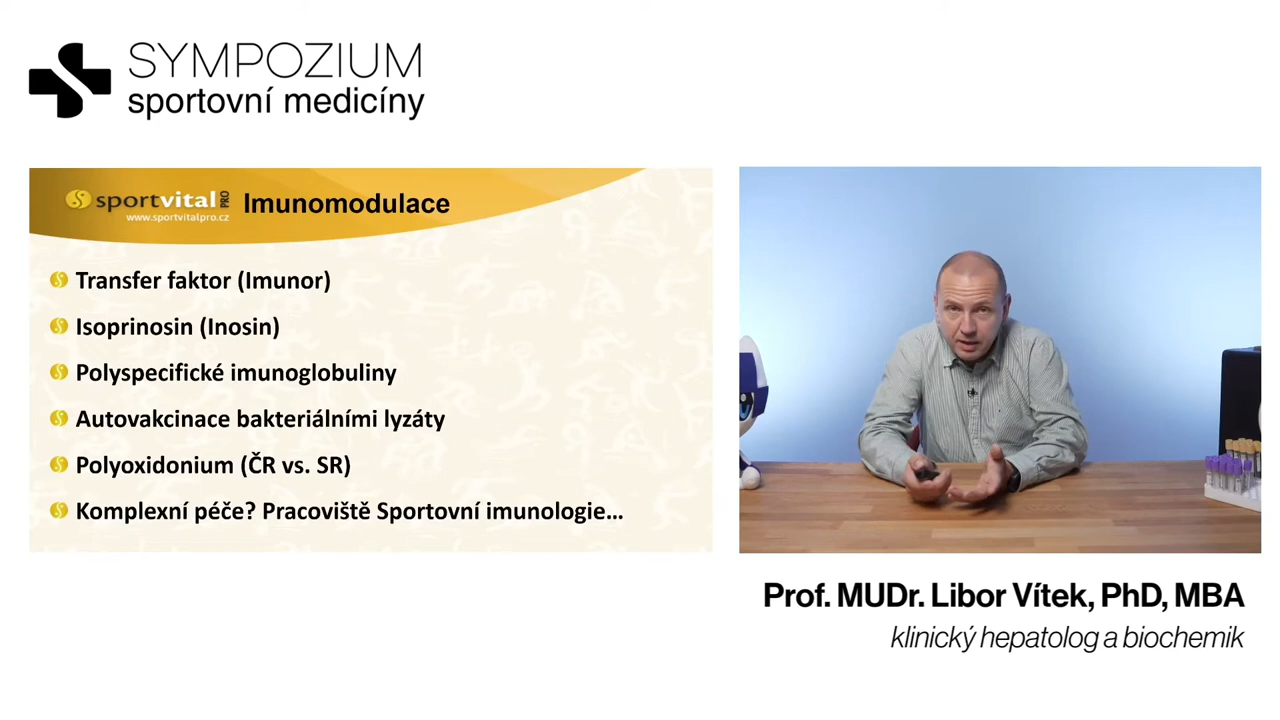 SYMPOZIUM
sportovní medicíny
sportvital PRO
www.sportvitalpro.cz
Imunomodulace
Transfer faktor (Imunor)
Isoprinosin (Inosin)
Polyspecifické imunoglobuliny
Autovakcinace bakteriálními lyzáty
Polyoxidonium (ČR vs. SR)
Komplexní péče? Pracoviště Sportovní imunologie...
Prof. MUDr. Libor Vítek, PhD, MBA
klinický hepatolog a biochemik